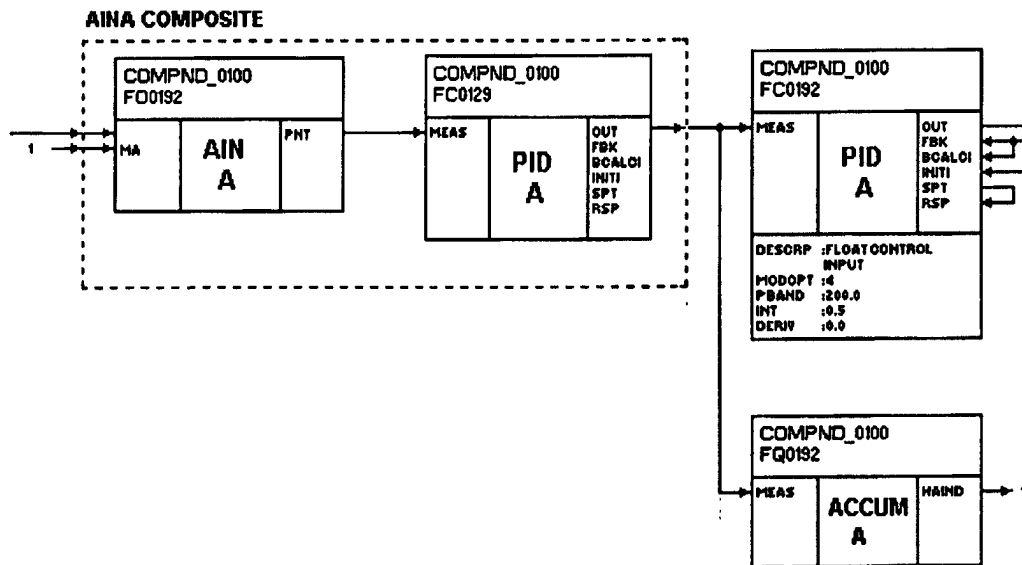 AINA COMPOSITE
COMPND_0100
FO0192
1
MA
AIN
A
PNT
COMPND_0100
FC0129
MEAS
PID
A
OUT
FBK
BCALCI
INITI
SPT
RSP
COMPND_0100
FC0192
MEAS
PID
A
OUT
FBK
BCALCI
INITI
SPT
RSP
DESCRP :FLOAT CONTROL
INPUT
MODOPT :4
PBAND :200.0
INT :0.5
DERIV :0.0
COMPND_0100
FQ0192
MEAS
ACCUM
A
HAIND